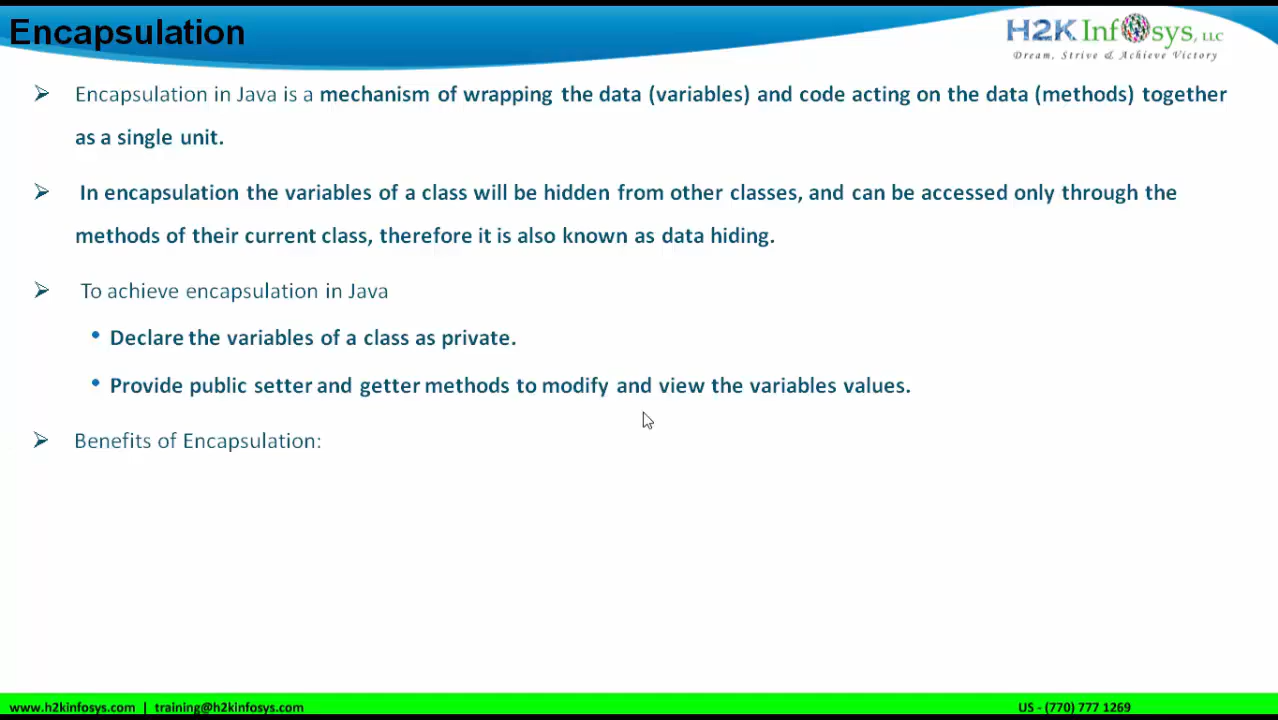 Encapsulation
H2K Infosys, LLC
Dream, Strive & Achieve Victory
Encapsulation in Java is a mechanism of wrapping the data (variables) and code acting on the data (methods) together
as a single unit.
In encapsulation the variables of a class will be hidden from other classes, and can be accessed only through the
methods of their current class, therefore it is also known as data hiding.
To achieve encapsulation in Java
Declare the variables of a class as private.
Provide public setter and getter methods to modify and view the variables values.
Benefits of Encapsulation:
www.h2kinfosys.com | training@h2kinfosys.com
US - (770) 777 1269